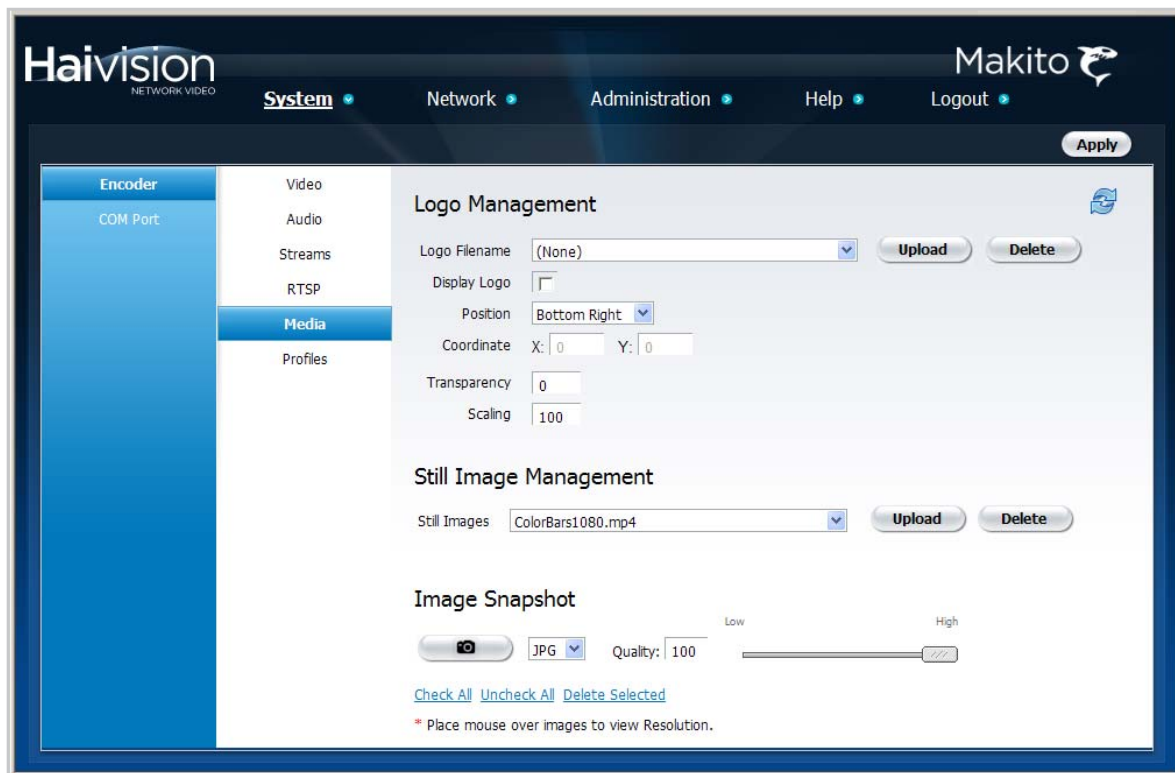 Haivision
NETWORK VIDEO
Makito
System
Network
Administration
Help
Logout
Apply
Encoder
COM Port
Video
Audio
Streams
RTSP
Media
Profiles
Logo Management
Logo Filename (None) Upload Delete
Display Logo
Position Bottom Right
Coordinate X: 0 Y: 0
Transparency 0
Scaling 100
Still Image Management
Still Images ColorBars1080.mp4 Upload Delete
Image Snapshot
Low High
JPG Quality: 100
Check All Uncheck All Delete Selected
* Place mouse over images to view Resolution.